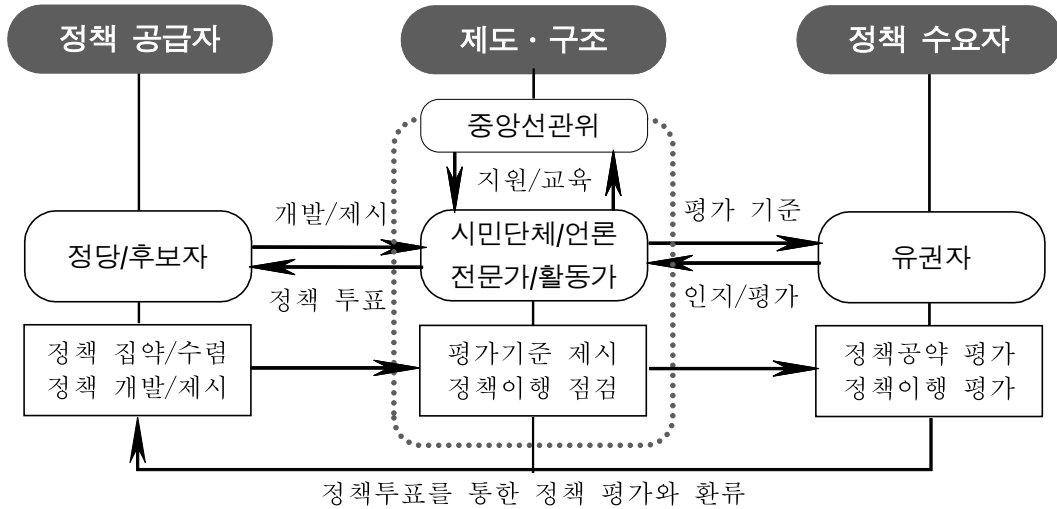 정책 공급자
제도 · 구조
정책 수요자
중앙선관위
지원/교육
개발/제시
평가 기준
정당/후보자
시민단체/언론
전문가/활동가
유권자
정책 투표
인지/평가
정책 집약/수렴
정책 개발/제시
평가기준 제시
정책이행 점검
정책공약 평가
정책이행 평가
정책투표를 통한 정책 평가와 환류